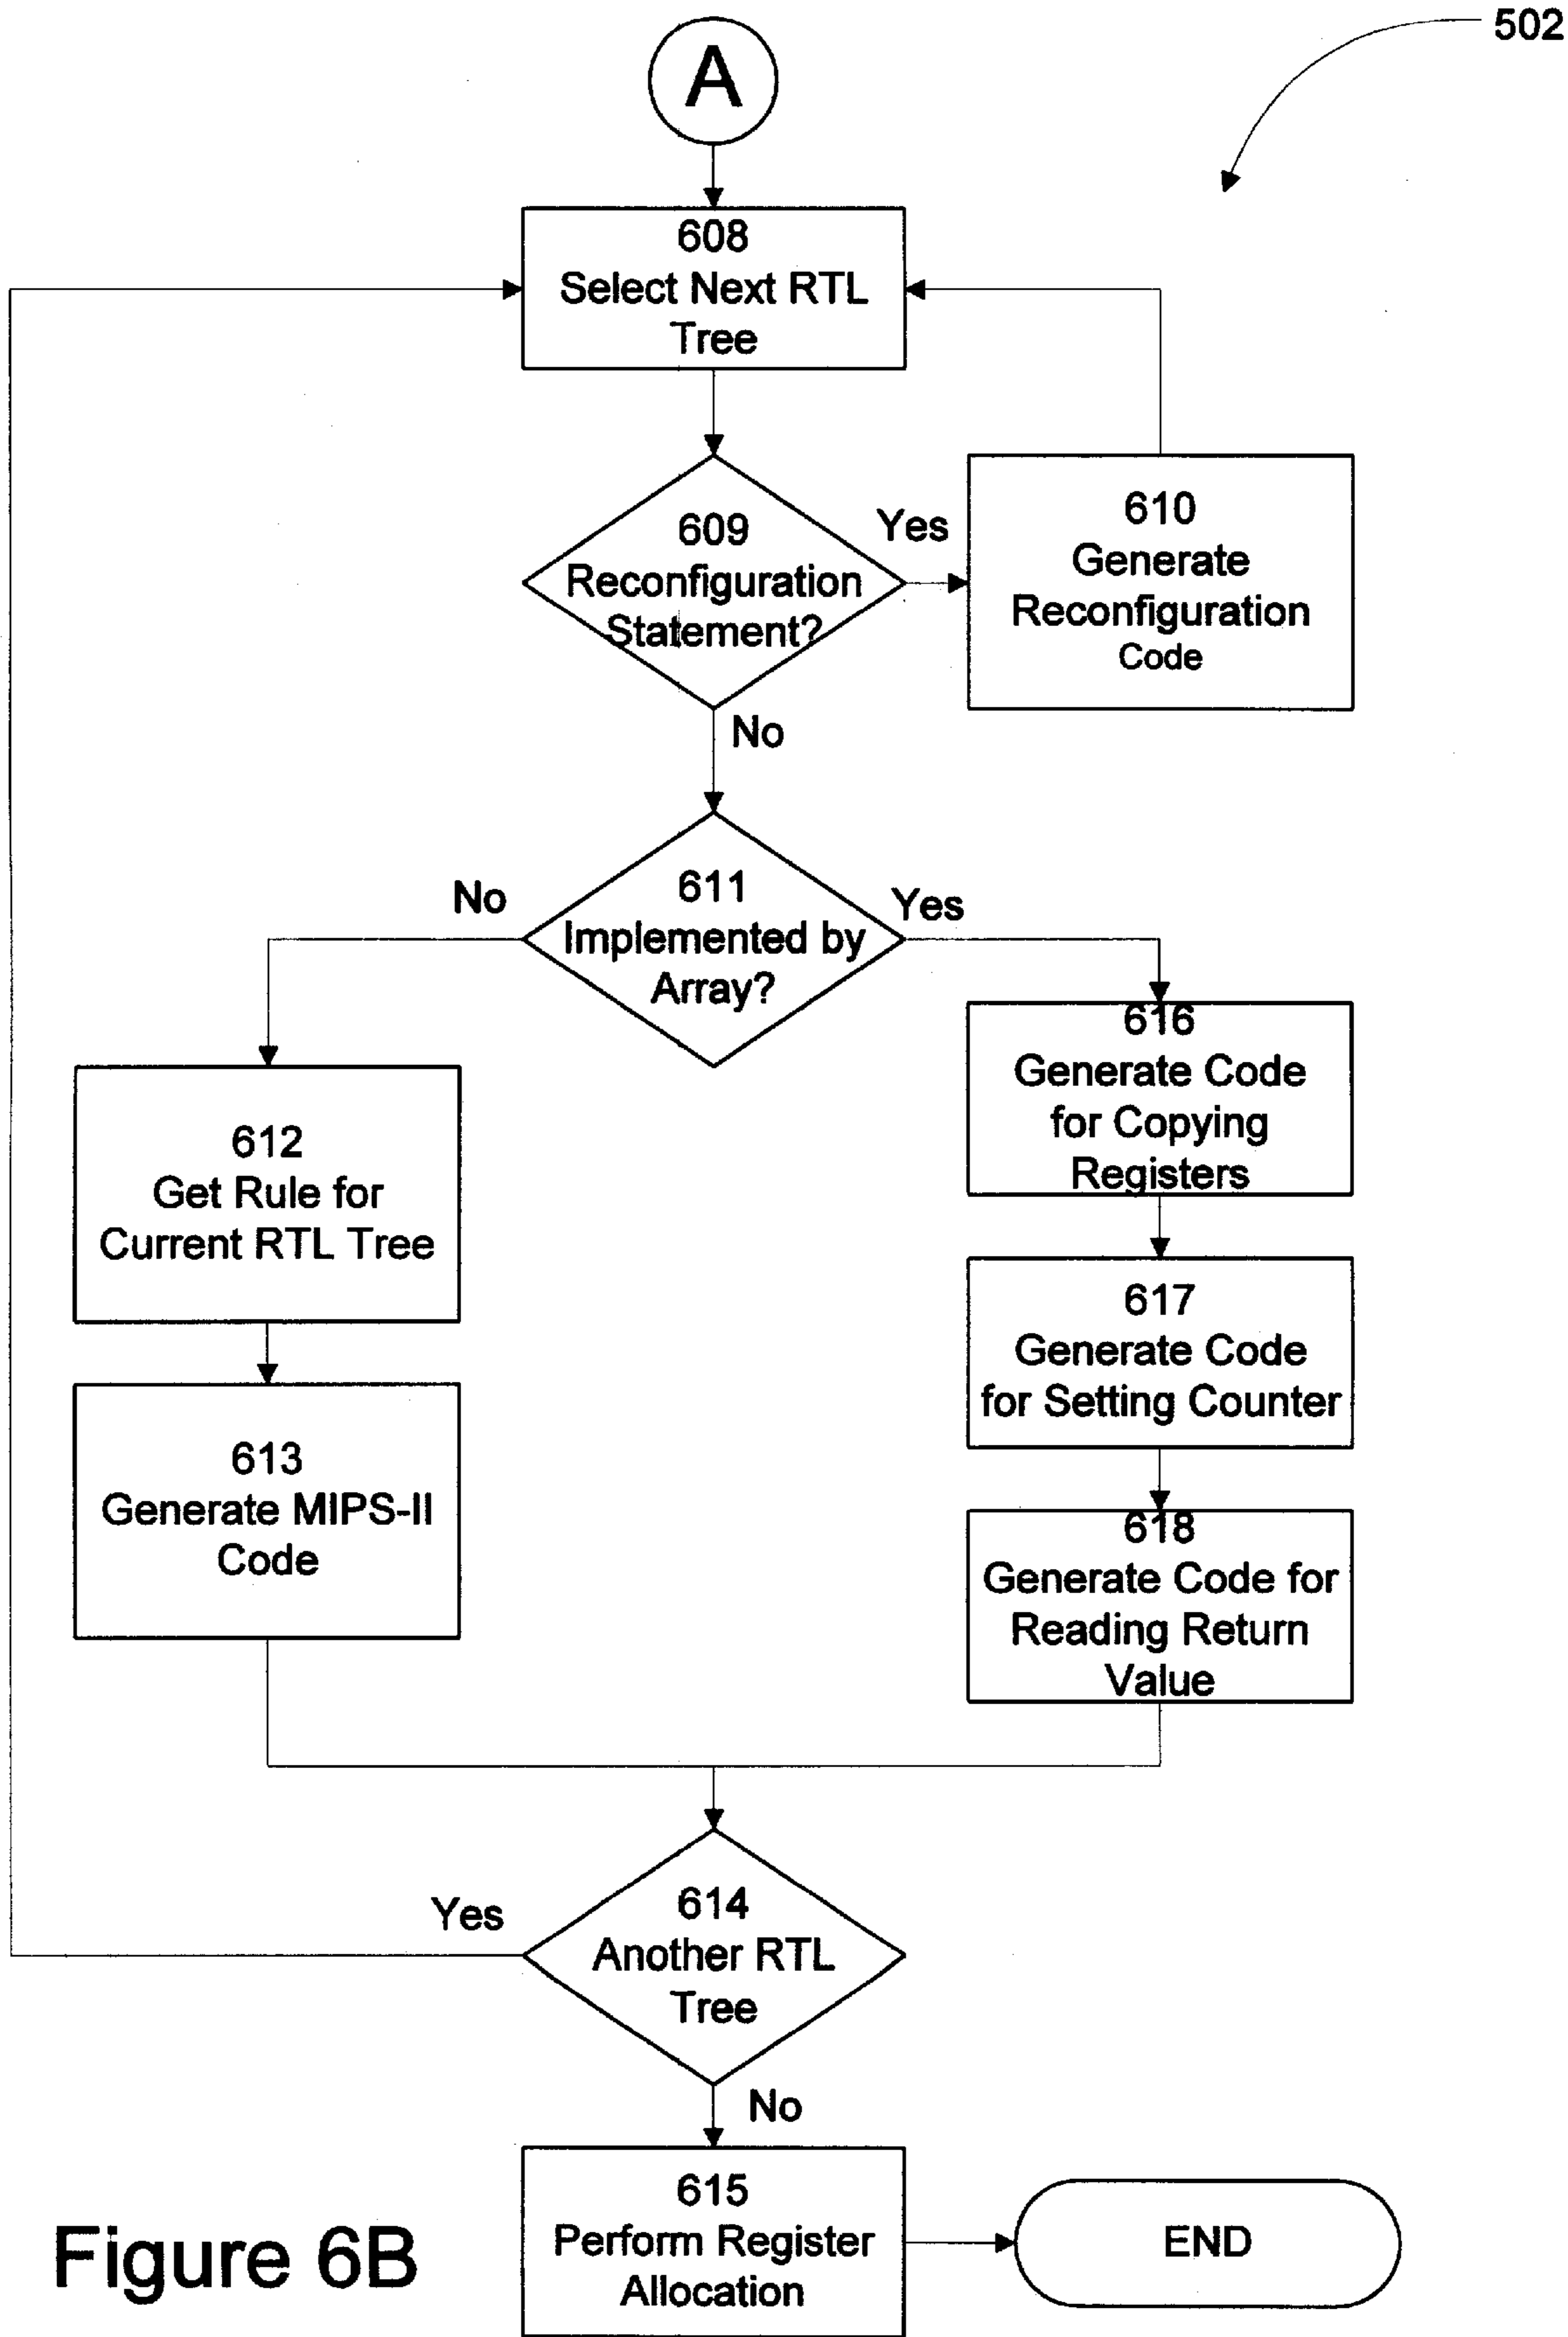 502
A
608
Select Next RTL
Tree
609
Reconfiguration
Statement?
Yes
610
Generate
Reconfiguration
Code
No
611
Implemented by
Array?
No
Yes
612
Get Rule for
Current RTL Tree
613
Generate MIPS-II
Code
616
Generate Code
for Copying
Registers
617
Generate Code
for Setting Counter
618
Generate Code for
Reading Return
Value
614
Another RTL
Tree
Yes
No
615
Perform Register
Allocation
END
Figure 6B